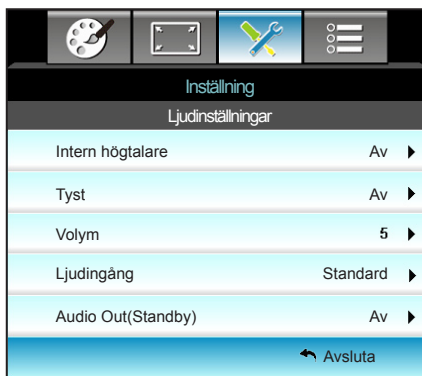 Inställning
Ljudinställningar
Intern högtalare Av
Tyst Av
Volym 5
Ljudingång Standard
Audio Out(Standby) Av
Avsluta